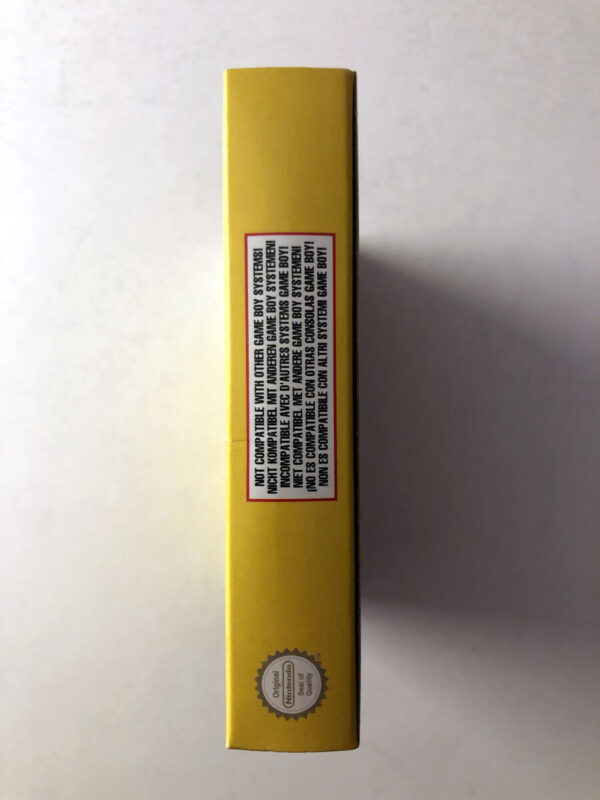 NOT COMPATIBLE WITH OTHER GAME BOY SYSTEMS!
NICHT KOMPATIBEL MIT ANDEREN GAME BOY SYSTEMEN!
INCOMPATIBLE AVEC D'AUTRES SYSTEMS GAME BOY!
NIET COMPATIBEL MET ANDERE GAME BOY SYSTEMEN!
¡NO ES COMPATIBLE CON OTRAS CONSOLAS GAME BOY!
NON ES COMPATIBILE CON ALTRI SYSTEMI GAME BOY!
Original
Nintendo
Seal of
Quality
TM